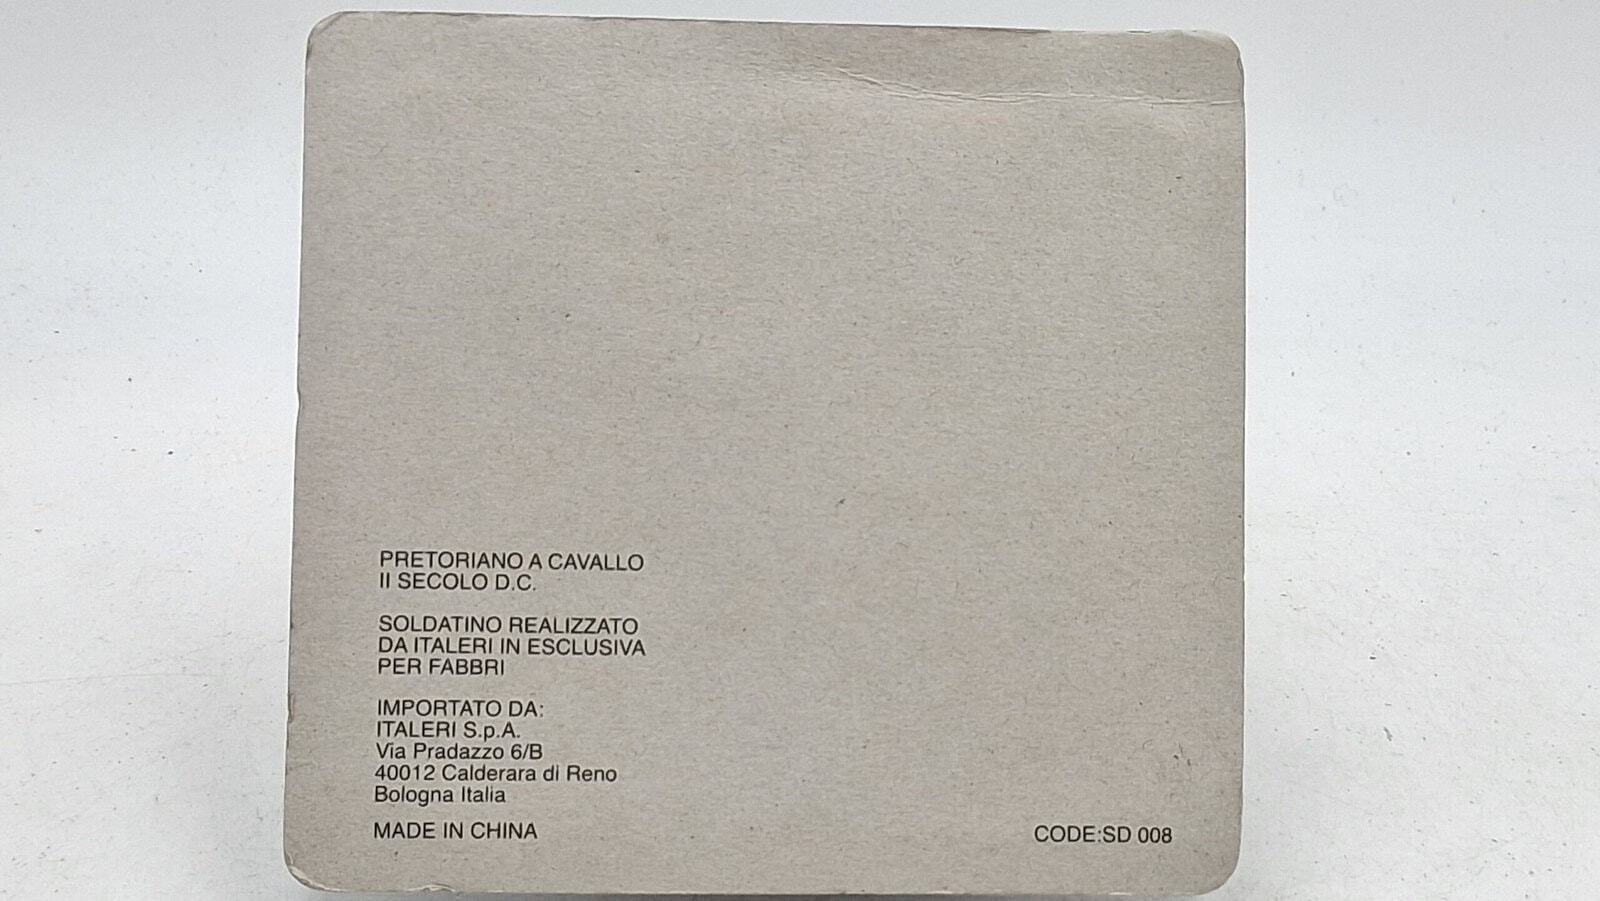 PRETORIANO A CAVALLO
II SECOLO D.C.
SOLDATINO REALIZZATO
DA ITALERI IN ESCLUSIVA
PER FABBRI
IMPORTATO DA:
ITALERI S.p.A.
Via Pradazzo 6/B
40012 Calderara di Reno
Bologna Italia
MADE IN CHINA
CODE:SD 008